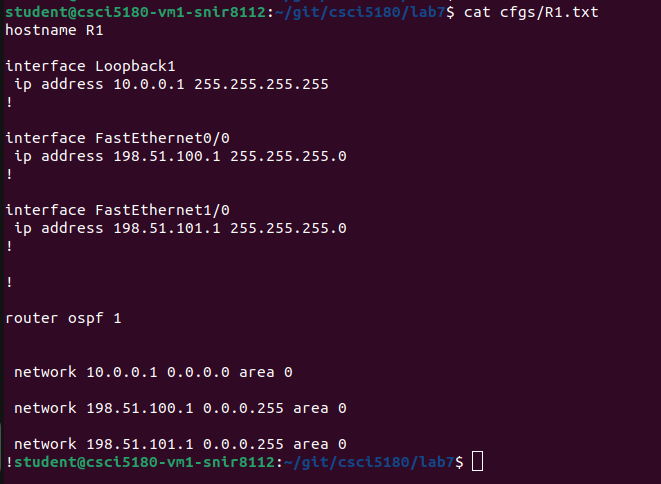 student@csci5180-vm1-snir8112:~/git/csci5180/lab7$ cat cfgs/R1.txt
hostname R1
interface Loopback1
 ip address 10.0.0.1 255.255.255.255
!
interface FastEthernet0/0
 ip address 198.51.100.1 255.255.255.0
!
interface FastEthernet1/0
 ip address 198.51.101.1 255.255.255.0
!
!
router ospf 1
 network 10.0.0.1 0.0.0.0 area 0
 network 198.51.100.1 0.0.0.255 area 0
 network 198.51.101.1 0.0.0.255 area 0
!student@csci5180-vm1-snir8112:~/git/csci5180/lab7$